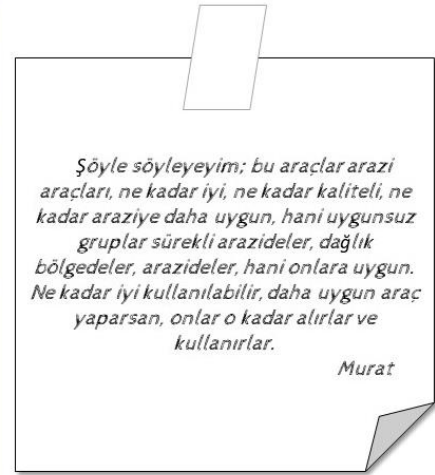 Şöyle söyleyeyim; bu araçlar arazi
araçları, ne kadar iyi, ne kadar kaliteli, ne
kadar araziye daha uygun, hani uygunsuz
gruplar sürekli arazideler, dağlık
bölgedeler, arazideler, hani onlara uygun.
Ne kadar iyi kullanılabilir, daha uygun araç
yaparsan, onlar o kadar alırlar ve
kullanırlar.
Murat